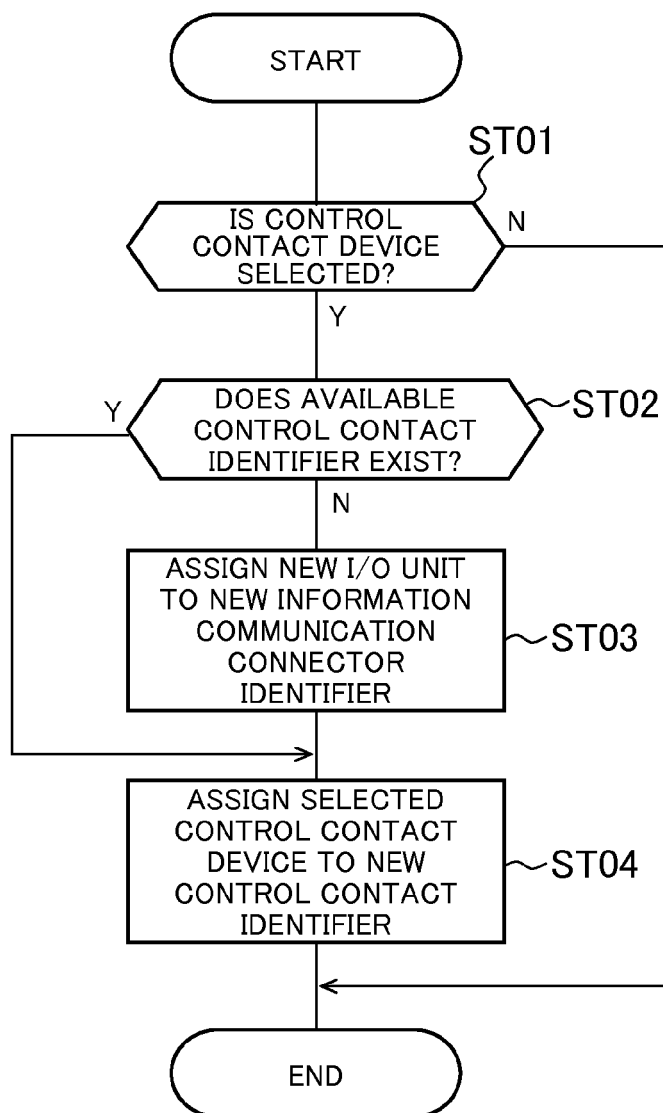 START
ST01
IS CONTROL
CONTACT DEVICE
SELECTED?
N
Y
DOES AVAILABLE
CONTROL CONTACT
IDENTIFIER EXIST?
Y
ST02
N
ASSIGN NEW I/O UNIT
TO NEW INFORMATION
COMMUNICATION
CONNECTOR
IDENTIFIER
ST03
ASSIGN SELECTED
CONTROL CONTACT
DEVICE TO NEW
CONTROL CONTACT
IDENTIFIER
ST04
END